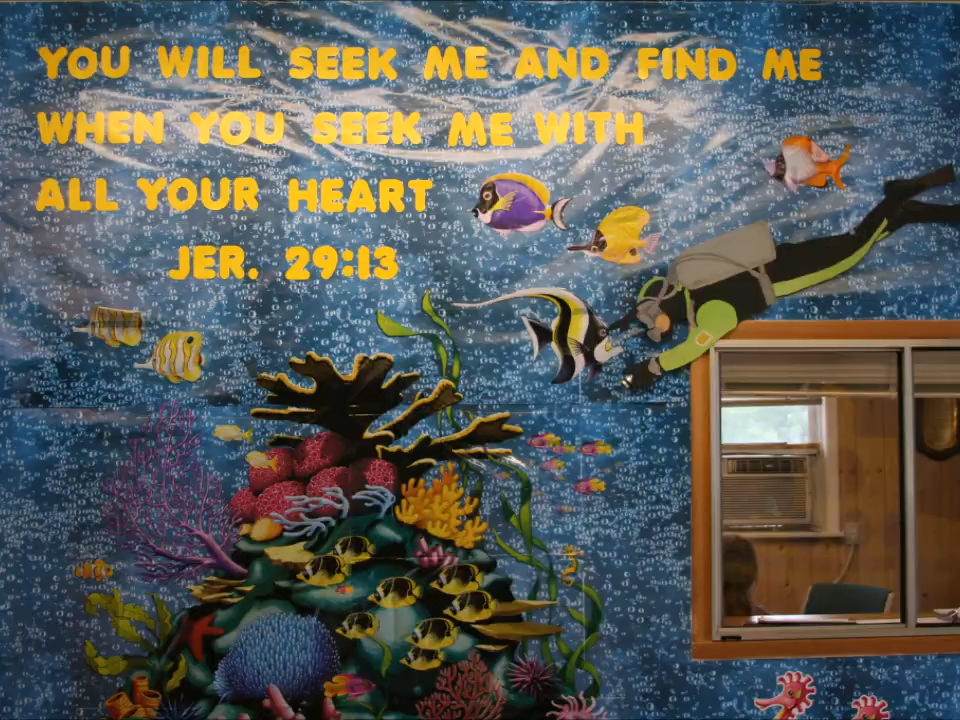 YOU WILL SEEK ME AND FIND ME
WHEN YOU SEEK ME WITH
ALL YOUR HEART
JER. 29:13